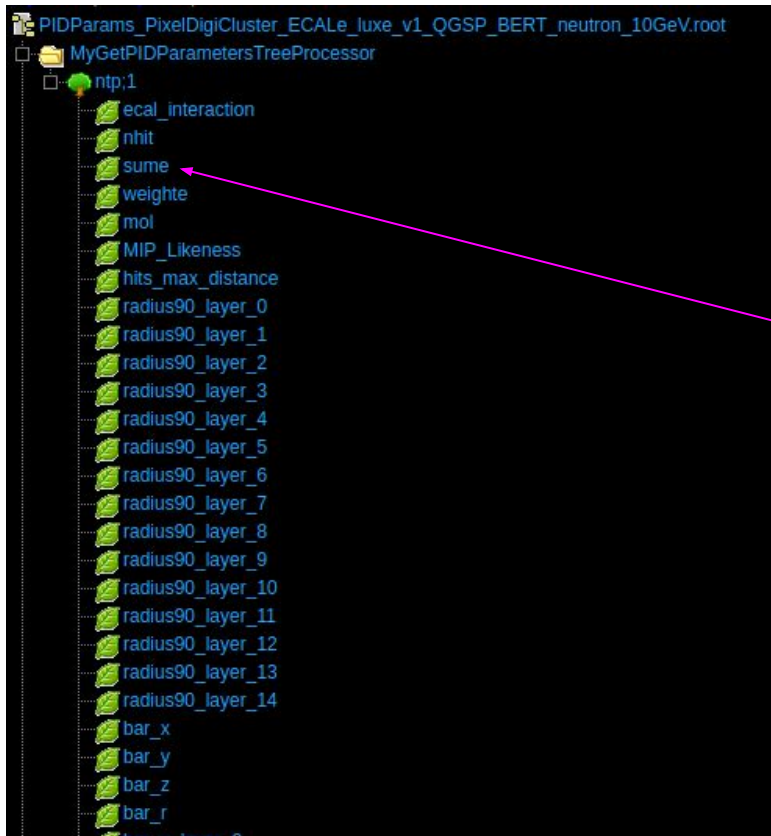 PIDParams_PixelDigiCluster_ECALe_luxe_v1_QGSP_BERT_neutron_10GeV.root
MyGetPIDParametersTreeProcessor
ntp;1
ecal_interaction
nhit
sume
weighte
mol
MIP_Likeness
hits_max_distance
radius90_layer_0
radius90_layer_1
radius90_layer_2
radius90_layer_3
radius90_layer_4
radius90_layer_5
radius90_layer_6
radius90_layer_7
radius90_layer_8
radius90_layer_9
radius90_layer_10
radius90_layer_11
radius90_layer_12
radius90_layer_13
radius90_layer_14
bar_x
bar_y
bar_z
bar_r